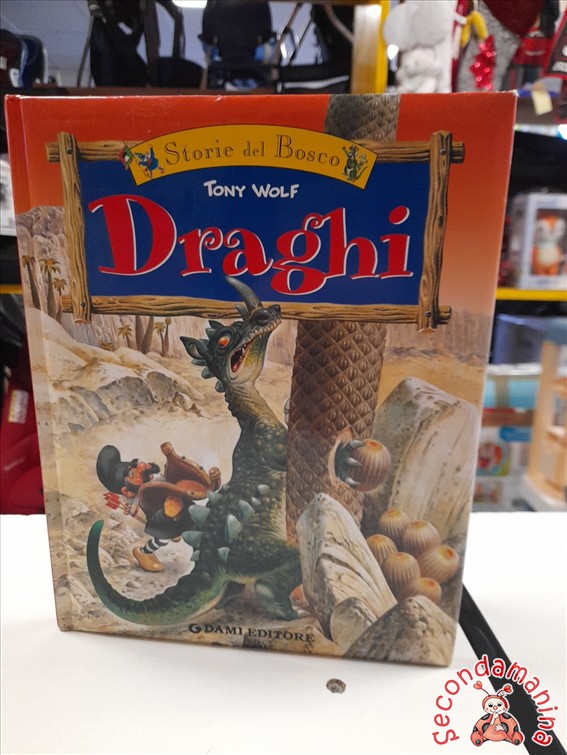 Storie del Bosco
TONY WOLF
Draghi
G DAMI EDITORE
Secondamanina